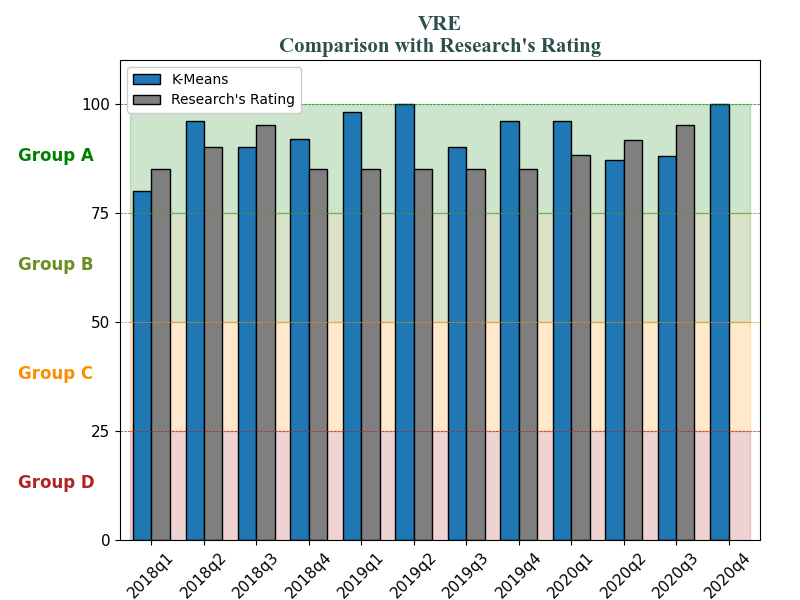 VRE
Comparison with Research's Rating
K-Means
Research's Rating
100
Group A
75
Group B
50
Group C
25
Group D
0
2018q1
2018q2
2018q3
2018q4
2019q1
2019q2
2019q3
2019q4
2020q1
2020q2
2020q3
2020q4